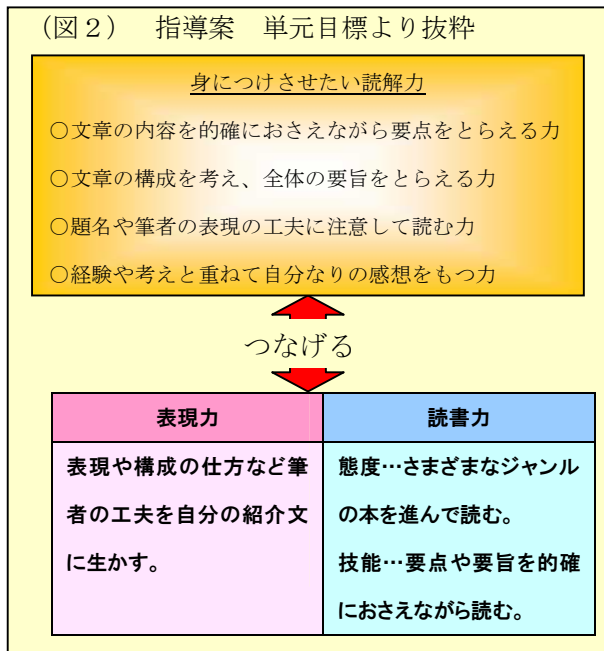 (図２)　指導案　単元目標より抜粋
身につけさせたい読解力
○文章の内容を的確におさえながら要点をとらえる力
○文章の構成を考え、全体の要旨をとらえる力
○題名や筆者の表現の工夫に注意して読む力
○経験や考えと重ねて自分なりの感想をもつ力
つなげる
表現力
表現や構成の仕方など筆
者の工夫を自分の紹介文
に生かす。
読書力
態度…さまざまなジャンル
の本を進んで読む。
技能…要点や要旨を的確
におさえながら読む。